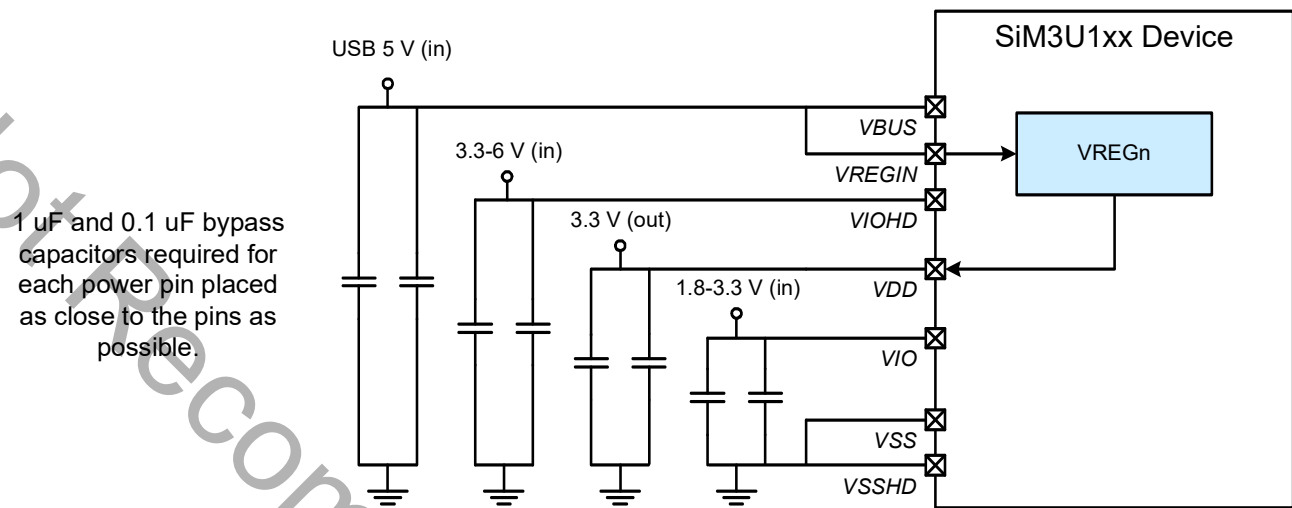 SiM3U1xx Device
USB 5 V (in)
VBUS
3.3-6 V (in)
VREGIN
VREGn
VIOHD
1 uF and 0.1 uF bypass
capacitors required for
each power pin placed
as close to the pins as
possible.
3.3 V (out)
VDD
1.8-3.3 V (in)
VIO
VSS
VSSHD
Not Recom